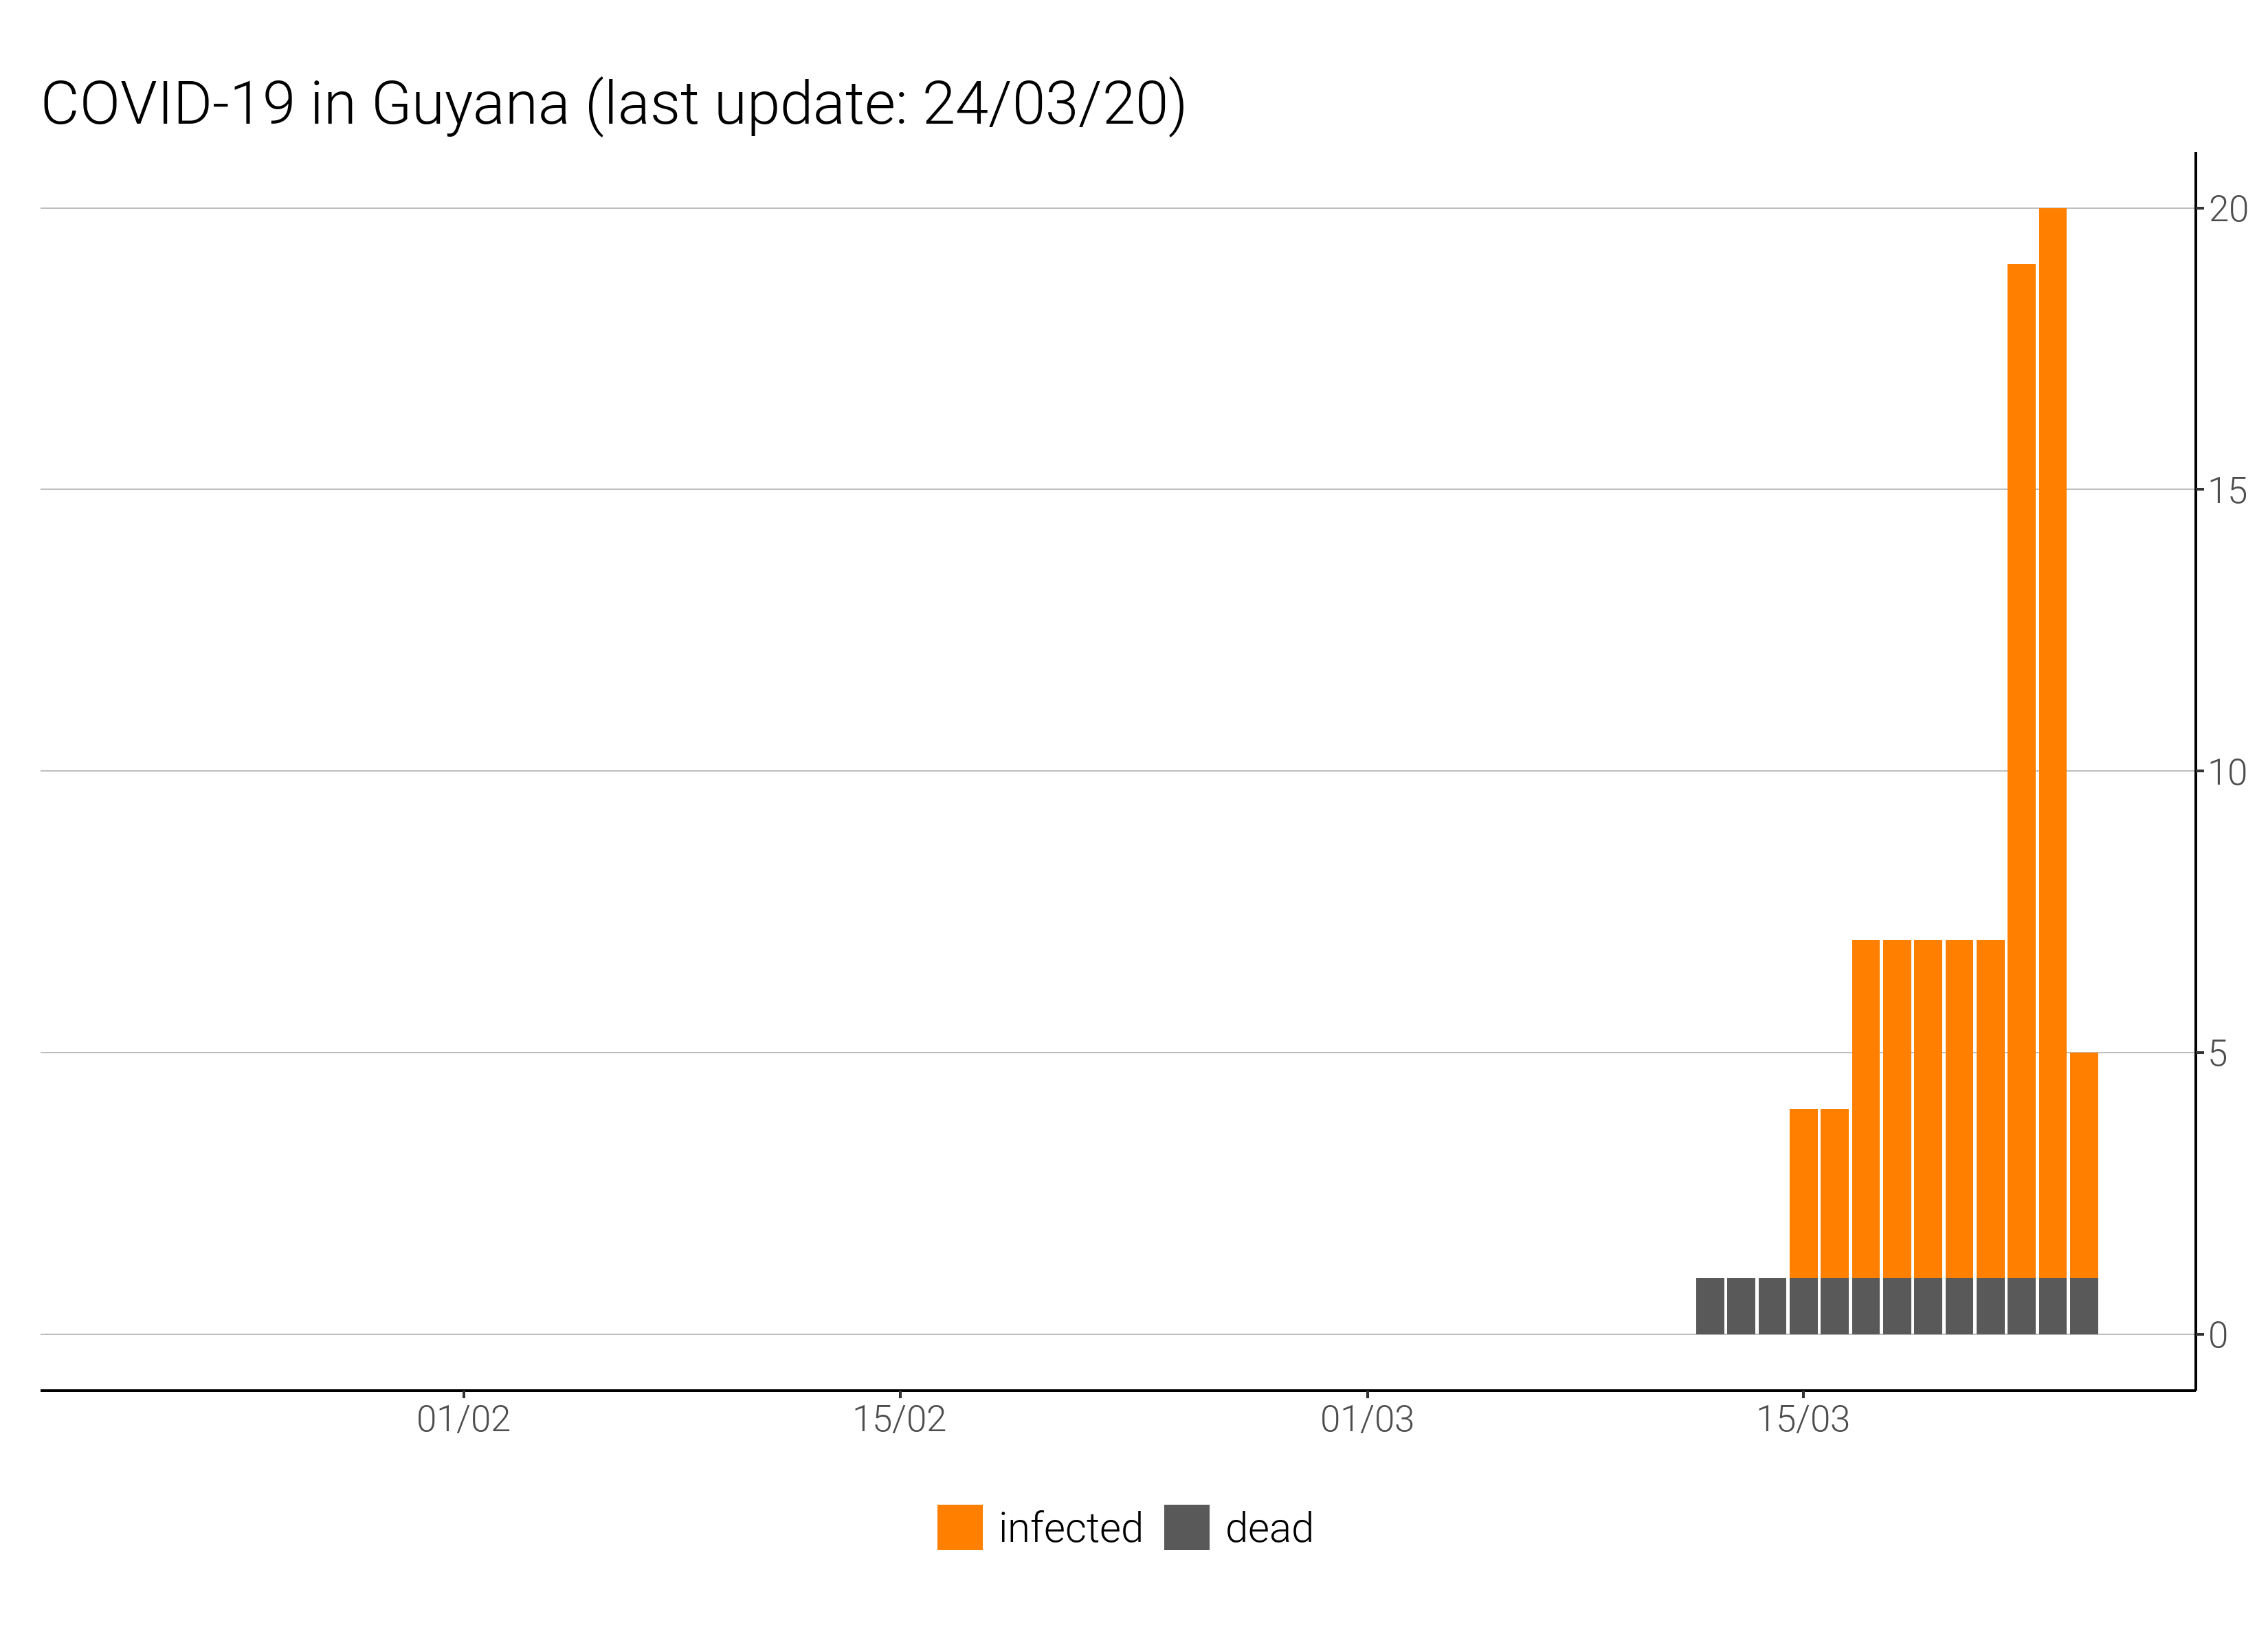 COVID-19 in Guyana (last update: 24/03/20)
20
15
10
5
0
01/02 15/02 01/03 15/03
infected dead